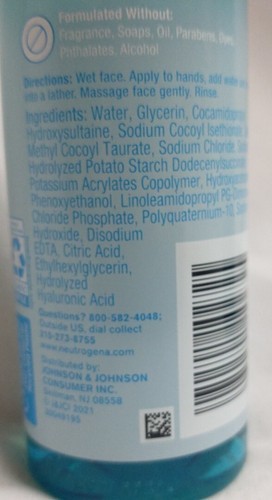 Formulated Without:
Fragrance, Soaps, Oil, Parabens, Dyes,
Phthalates, Alcohol
Directions: Wet face. Apply to hands, add water
into a lather. Massage face gently. Rinse.
Ingredients: Water, Glycerin, Cocamidopropyl
Hydroxysultaine, Sodium Cocoyl Isethionate,
Methyl Cocoyl Taurate, Sodium Chloride,
Hydrolyzed Potato Starch Dodecenylsuccinate,
Potassium Acrylates Copolymer,
Phenoxyethanol, Linoleamidopropyl PG-
Chloride Phosphate, Polyquaternium-10,
Hydroxide, Disodium
EDTA, Citric Acid,
Ethylhexylglycerin,
Hydrolyzed
Hyaluronic Acid
Questions? 800-582-4048;
Outside US, dial collect
215-273-8755
www.neutrogena.com
Distributed by:
JOHNSON & JOHNSON
CONSUMER INC.
Skillman, NJ 08558
© J&JCI 2021